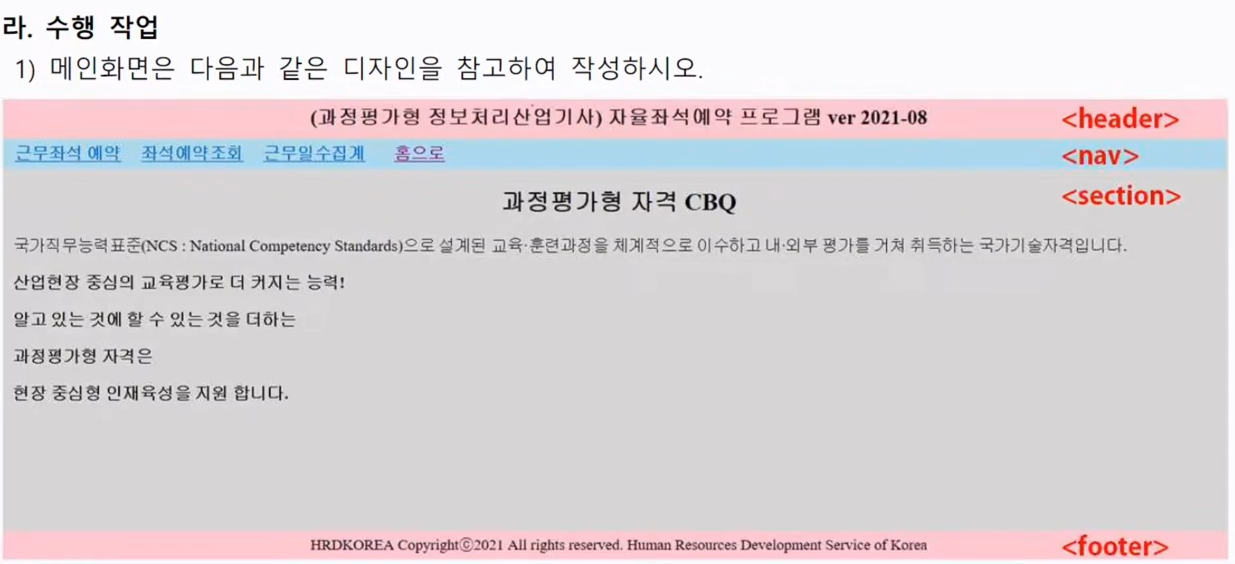 라. 수행 작업
1) 메인화면은 다음과 같은 디자인을 참고하여 작성하시오.
(과정평가형 정보처리산업기사) 자율좌석예약 프로그램 ver 2021-08 <header>
근무좌석 예약 좌석예약조회 근무일수집계 홈으로 <nav>
과정평가형 자격 CBQ <section>
국가직무능력표준(NCS : National Competency Standards)으로 설계된 교육·훈련과정을 체계적으로 이수하고 내·외부 평가를 거쳐 취득하는 국가기술자격입니다.
산업현장 중심의 교육평가로 더 커지는 능력!
알고 있는 것에 할 수 있는 것을 더하는
과정평가형 자격은
현장 중심형 인재육성을 지원 합니다.
HRDKOREA Copyrightⓒ2021 All rights reserved. Human Resources Development Service of Korea <footer>